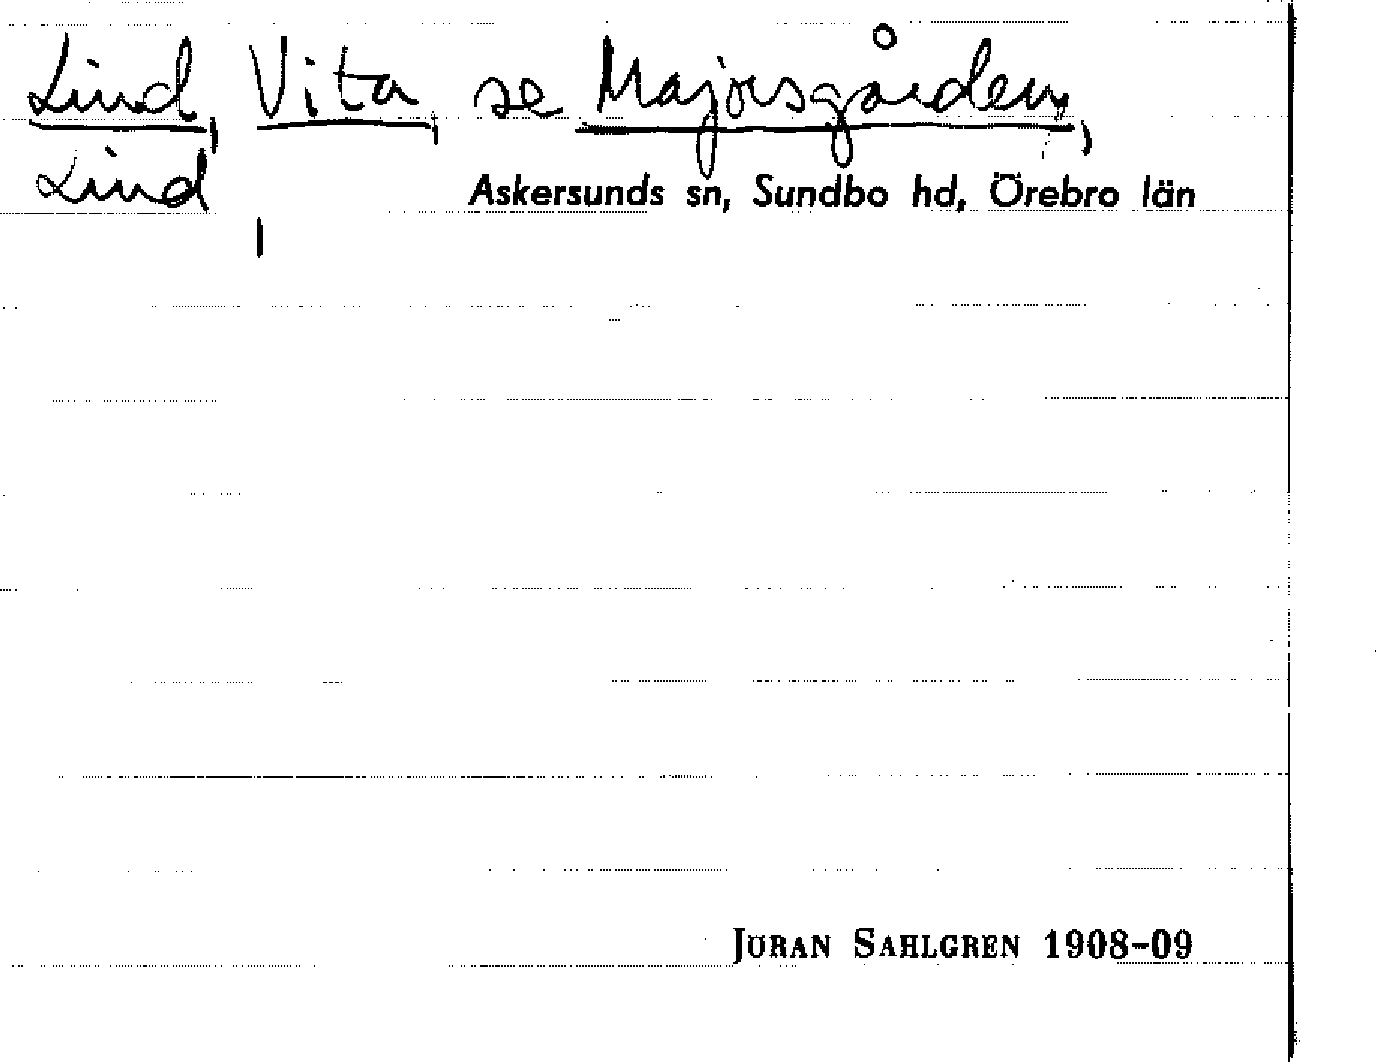 Lind, Vita, se Majorsgården,
Lind
Askersunds sn, Sundbo hd, Örebro län
JÖRAN SAHLGREN 1908-09